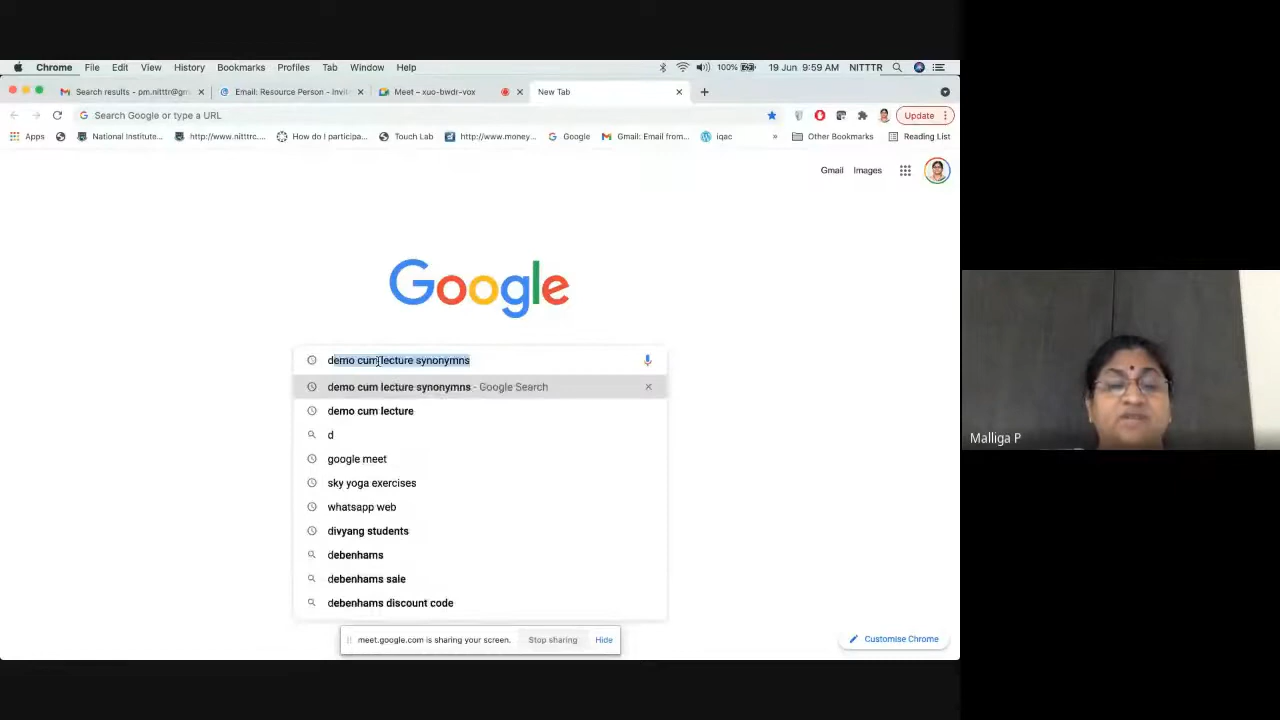 Chrome File Edit View History Bookmarks Profiles Tab Window Help 100% 19 Jun 9:59 AM NITTTR
Search results - pm.nitttr@gm Email: Resource Person - Invit Meet – xuo-bwdr-vox New Tab
Search Google or type a URL Update
Apps National Institute... http://www.nitttrc.... How do I participa... Touch Lab http://www.money... Google Gmail: Email from... iqac » Other Bookmarks Reading List
Gmail Images
Google
demo cum lecture synonymns
demo cum lecture synonymns - Google Search
demo cum lecture
d
google meet
sky yoga exercises
whatsapp web
divyang students
debenhams
debenhams sale
debenhams discount code
meet.google.com is sharing your screen. Stop sharing Hide
Customise Chrome
Malliga P